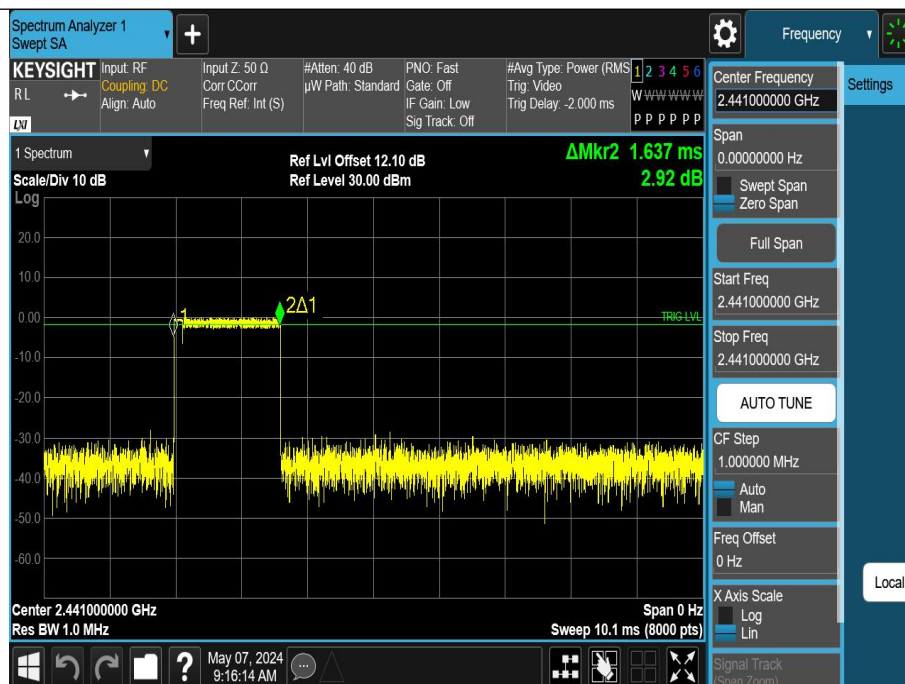 Spectrum Analyzer 1
Swept SA
Frequency
KEYSIGHT
RL
LXI
Input: RF
Coupling: DC
Align: Auto
Input Z: 50 Ω
Corr CCorr
Freq Ref: Int (S)
#Atten: 40 dB
µW Path: Standard
PNO: Fast
Gate: Off
IF Gain: Low
Sig Track: Off
#Avg Type: Power (RMS
Trig: Video
Trig Delay: -2.000 ms
1 2 3 4 5 6
W W W W W W
P P P P P P
1 Spectrum
Scale/Div 10 dB
Log
Ref Lvl Offset 12.10 dB
Ref Level 30.00 dBm
ΔMkr2 1.637 ms
2.92 dB
20.0
10.0
0.00
-10.0
-20.0
-30.0
-40.0
-50.0
-60.0
1
2Δ1
TRIG LVL
Center 2.441000000 GHz
Res BW 1.0 MHz
Span 0 Hz
Sweep 10.1 ms (8000 pts)
Center Frequency
2.441000000 GHz
Span
0.00000000 Hz
Swept Span
Zero Span
Full Span
Start Freq
2.441000000 GHz
Stop Freq
2.441000000 GHz
AUTO TUNE
CF Step
1.000000 MHz
Auto
Man
Freq Offset
0 Hz
X Axis Scale
Log
Lin
Signal Track
(Span Zoom)
Settings
Local
May 07, 2024
9:16:14 AM